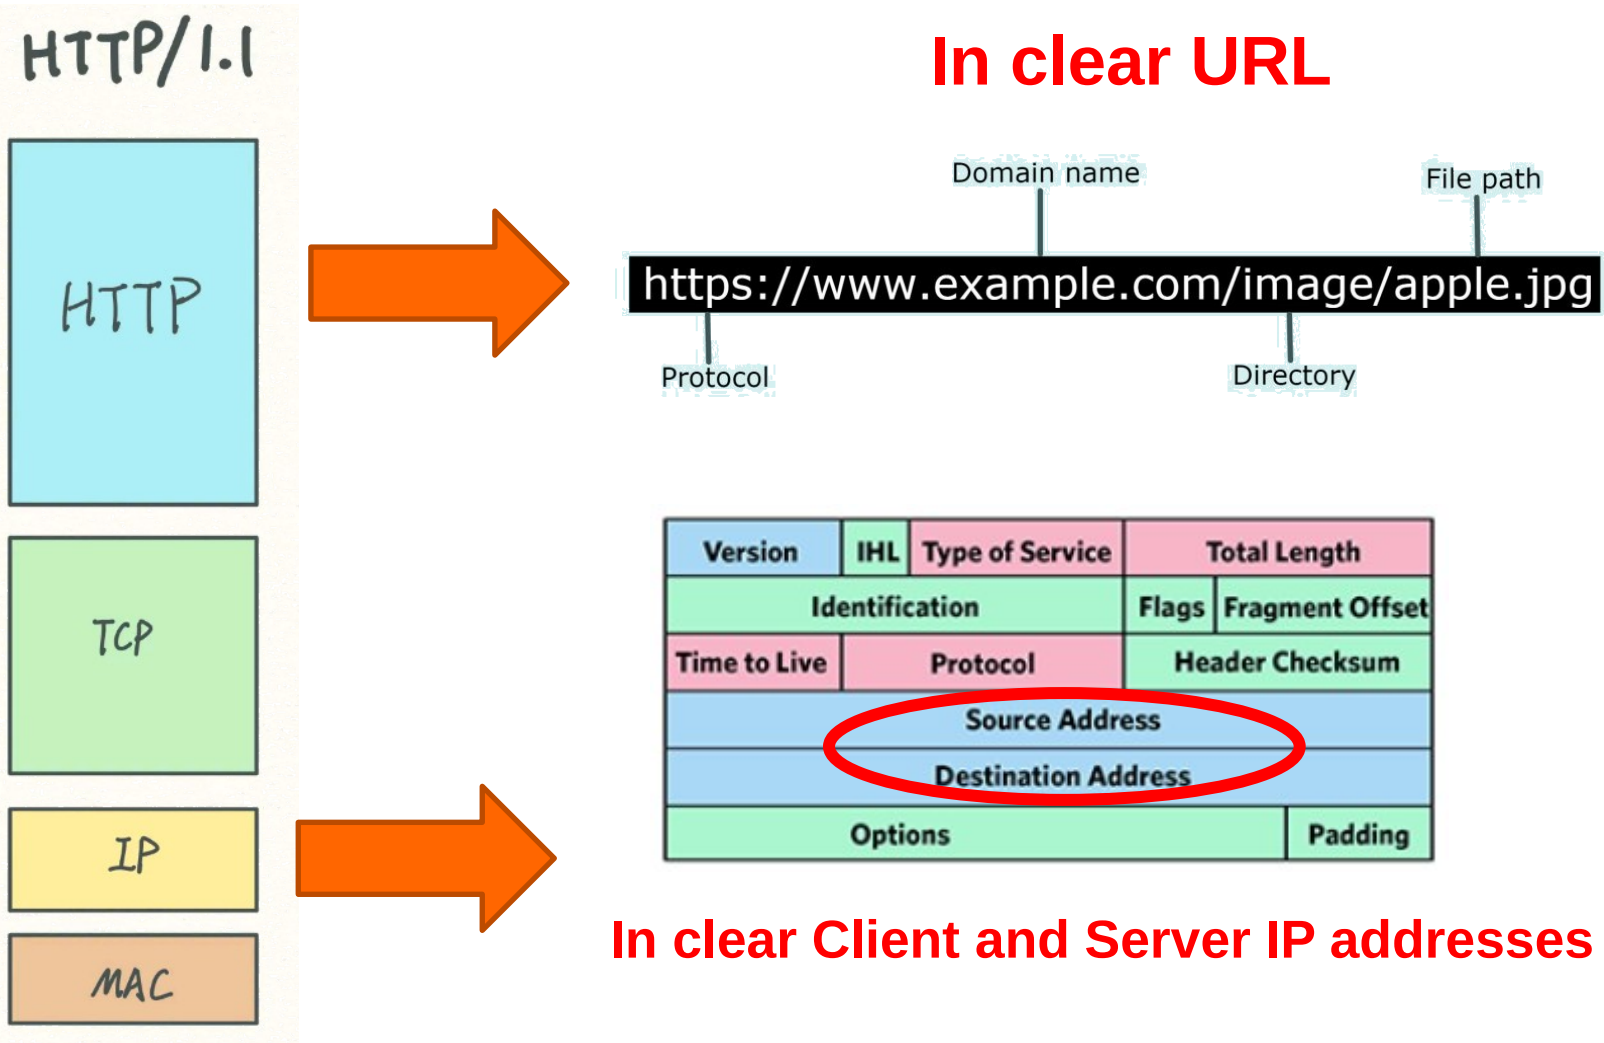 HTTP/1.1
In clear URL
HTTP
Domain name
File path
https://www.example.com/image/apple.jpg
Protocol
Directory
TCP
Version IHL Type of Service Total Length
Identification Flags Fragment Offset
Time to Live Protocol Header Checksum
Source Address
Destination Address
Options Padding
IP
In clear Client and Server IP addresses
MAC